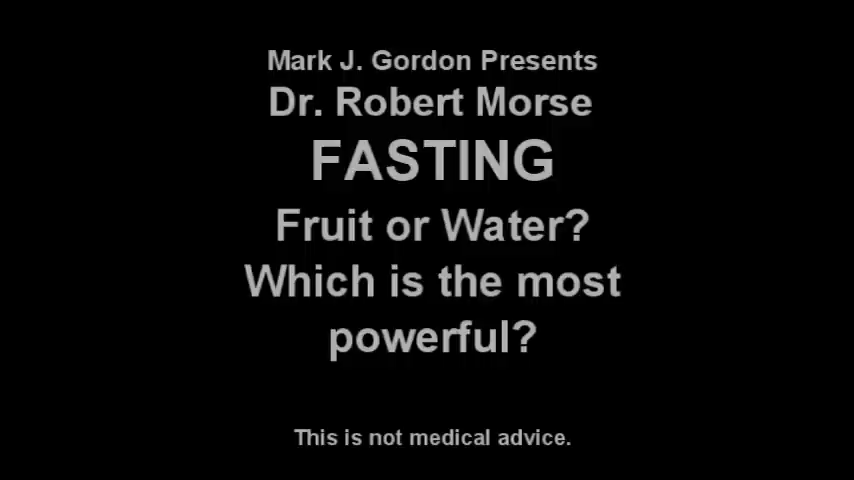 Mark J. Gordon Presents
Dr. Robert Morse
FASTING
Fruit or Water?
Which is the most
powerful?
This is not medical advice.